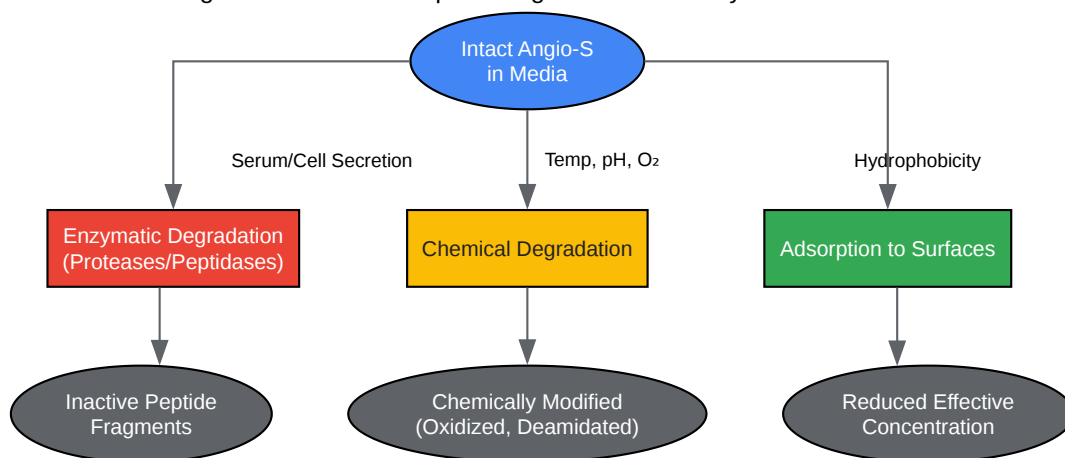 Intact Angio-S
in Media
Serum/Cell Secretion
Temp, pH, O₂
Hydrophobicity
Enzymatic Degradation
(Proteases/Peptidases)
Chemical Degradation
Adsorption to Surfaces
Inactive Peptide
Fragments
Chemically Modified
(Oxidized, Deamidated)
Reduced Effective
Concentration